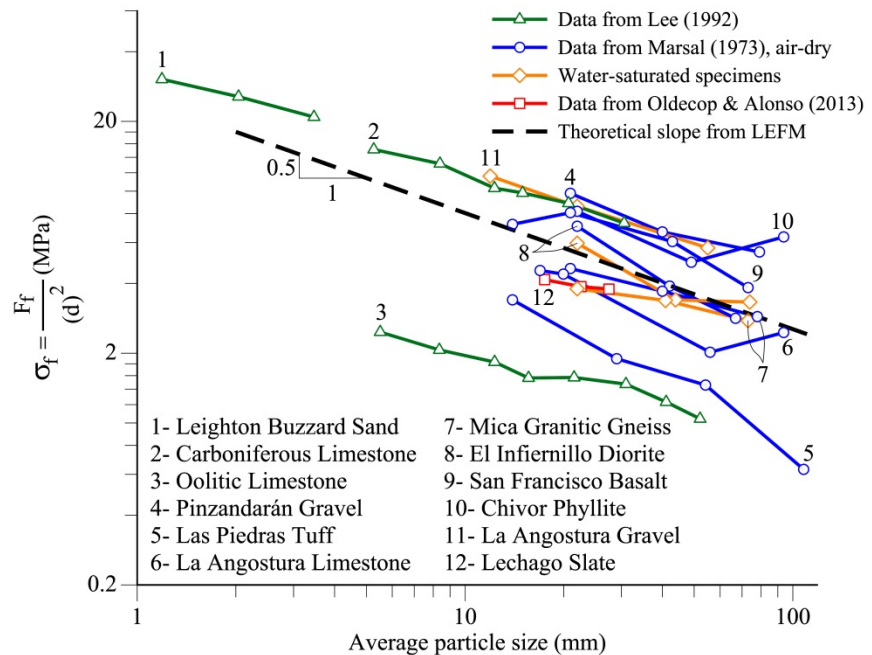 Data from Lee (1992)
Data from Marsal (1973), air-dry
Water-saturated specimens
Data from Oldecop & Alonso (2013)
Theoretical slope from LEFM
σf = Ff/(d)² (MPa)
20
2
0.2
1
2
11
4
10
0.5
1
8
9
12
3
7
6
5
1- Leighton Buzzard Sand
2- Carboniferous Limestone
3- Oolitic Limestone
4- Pinzandarán Gravel
5- Las Piedras Tuff
6- La Angostura Limestone
7- Mica Granitic Gneiss
8- El Infiernillo Diorite
9- San Francisco Basalt
10- Chivor Phyllite
11- La Angostura Gravel
12- Lechago Slate
1
10
100
Average particle size (mm)